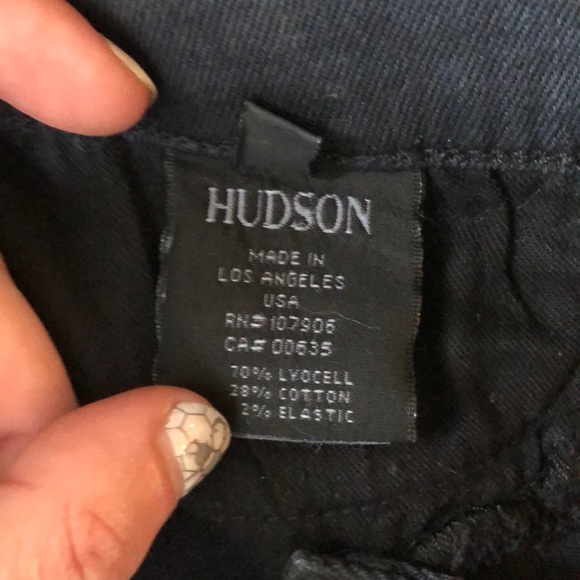 HUDSON
MADE IN
LOS ANGELES
USA
RN# 107906
CA# 00635
70% LYOCELL
28% COTTON
2% ELASTIC